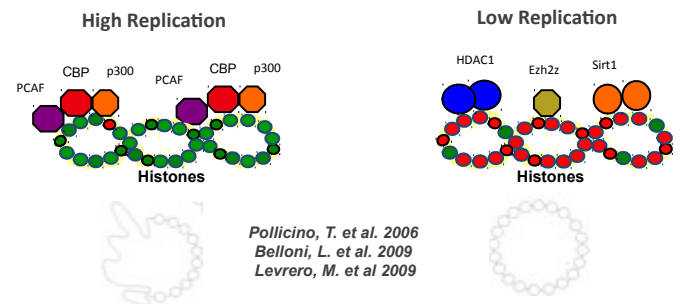 High Replication
Low Replication
PCAF
CBP
p300
PCAF
CBP
p300
HDAC1
Ezh2z
Sirt1
Histones
Histones
Pollicino, T. et al. 2006
Belloni, L. et al. 2009
Levrero, M. et al 2009